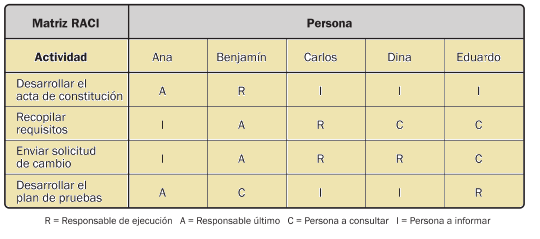 Matriz RACI Persona
Actividad Ana Benjamín Carlos Dina Eduardo
Desarrollar el
acta de constitución A R I I I
Recopilar
requisitos I A R C C
Enviar solicitud
de cambio I A R R C
Desarrollar el
plan de pruebas A C I I R
R = Responsable de ejecución A = Responsable último C = Persona a consultar I = Persona a informar